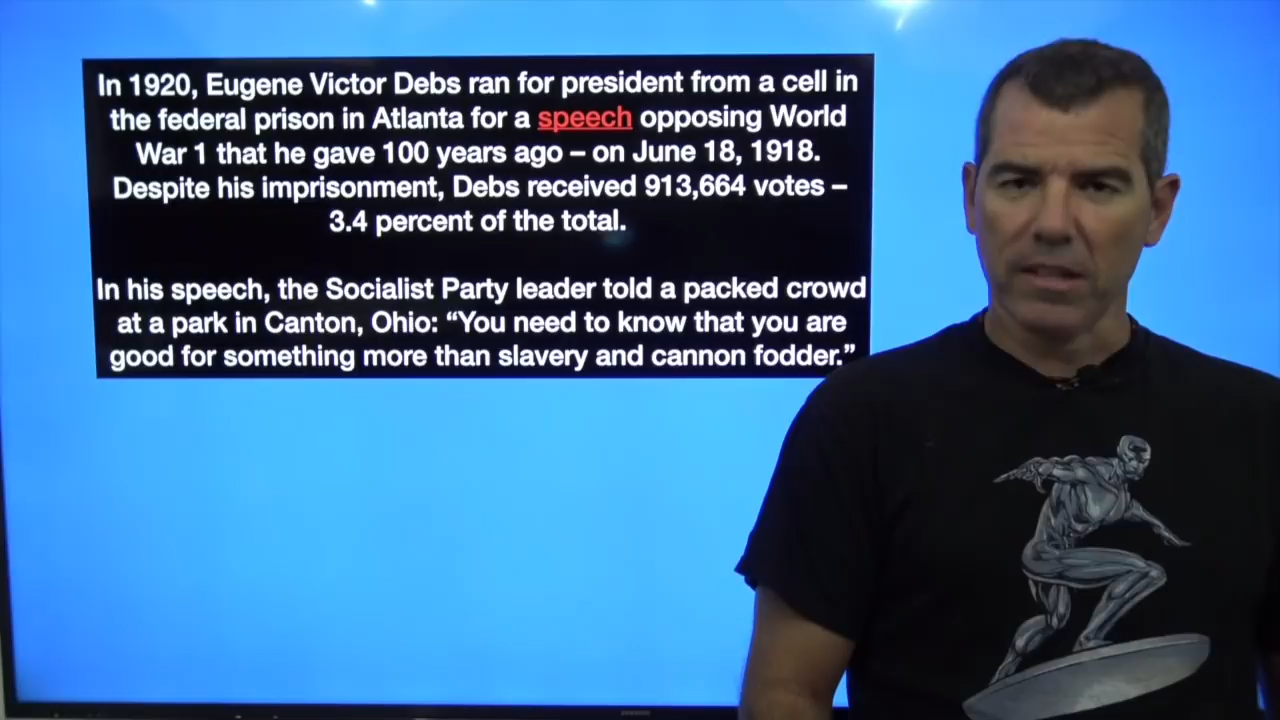 In 1920, Eugene Victor Debs ran for president from a cell in
the federal prison in Atlanta for a speech opposing World
War 1 that he gave 100 years ago – on June 18, 1918.
Despite his imprisonment, Debs received 913,664 votes –
3.4 percent of the total.
In his speech, the Socialist Party leader told a packed crowd
at a park in Canton, Ohio: “You need to know that you are
good for something more than slavery and cannon fodder.”